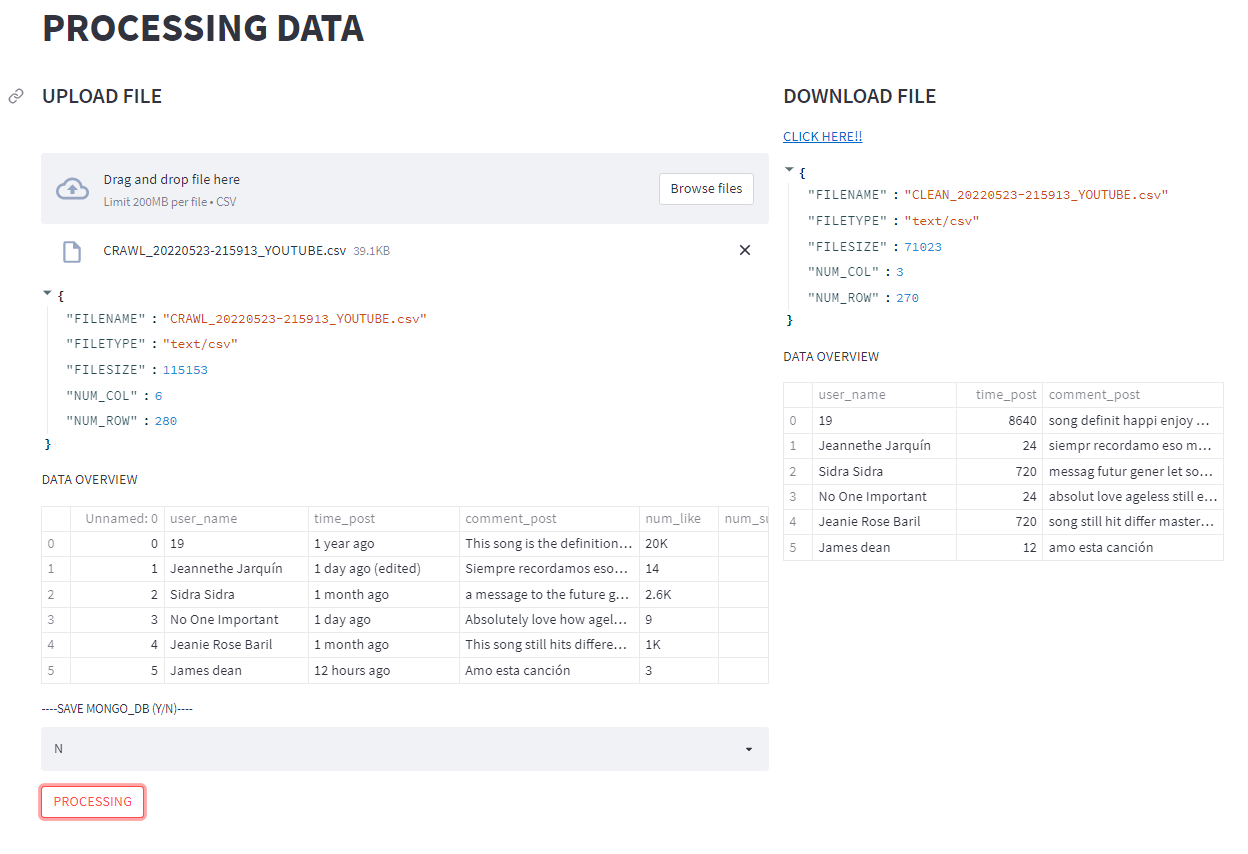 PROCESSING DATA
UPLOAD FILE
Drag and drop file here
Limit 200MB per file • CSV
Browse files
CRAWL_20220523-215913_YOUTUBE.csv 39.1KB
{
"FILENAME" : "CRAWL_20220523-215913_YOUTUBE.csv"
"FILETYPE" : "text/csv"
"FILESIZE" : 115153
"NUM_COL" : 6
"NUM_ROW" : 280
}
DATA OVERVIEW
Unnamed: 0 user_name time_post comment_post num_like
0 0 19 1 year ago This song is the definition… 20K
1 1 Jeannethe Jarquín 1 day ago (edited) Siempre recordamos eso… 14
2 2 Sidra Sidra 1 month ago a message to the future g… 2.6K
3 3 No One Important 1 day ago Absolutely love how agel… 9
4 4 Jeanie Rose Baril 1 month ago This song still hits differe… 1K
5 5 James dean 12 hours ago Amo esta canción 3
----SAVE MONGO_DB (Y/N)----
N
PROCESSING
DOWNLOAD FILE
CLICK HERE!!
{
"FILENAME" : "CLEAN_20220523-215913_YOUTUBE.csv"
"FILETYPE" : "text/csv"
"FILESIZE" : 71023
"NUM_COL" : 3
"NUM_ROW" : 270
}
DATA OVERVIEW
user_name time_post comment_post
0 19 8640 song definit happi enjoy …
1 Jeannethe Jarquín 24 siempr recordamo eso m…
2 Sidra Sidra 720 messag futur gener let so…
3 No One Important 24 absolut love ageless still e…
4 Jeanie Rose Baril 720 song still hit differ master…
5 James dean 12 amo esta canción